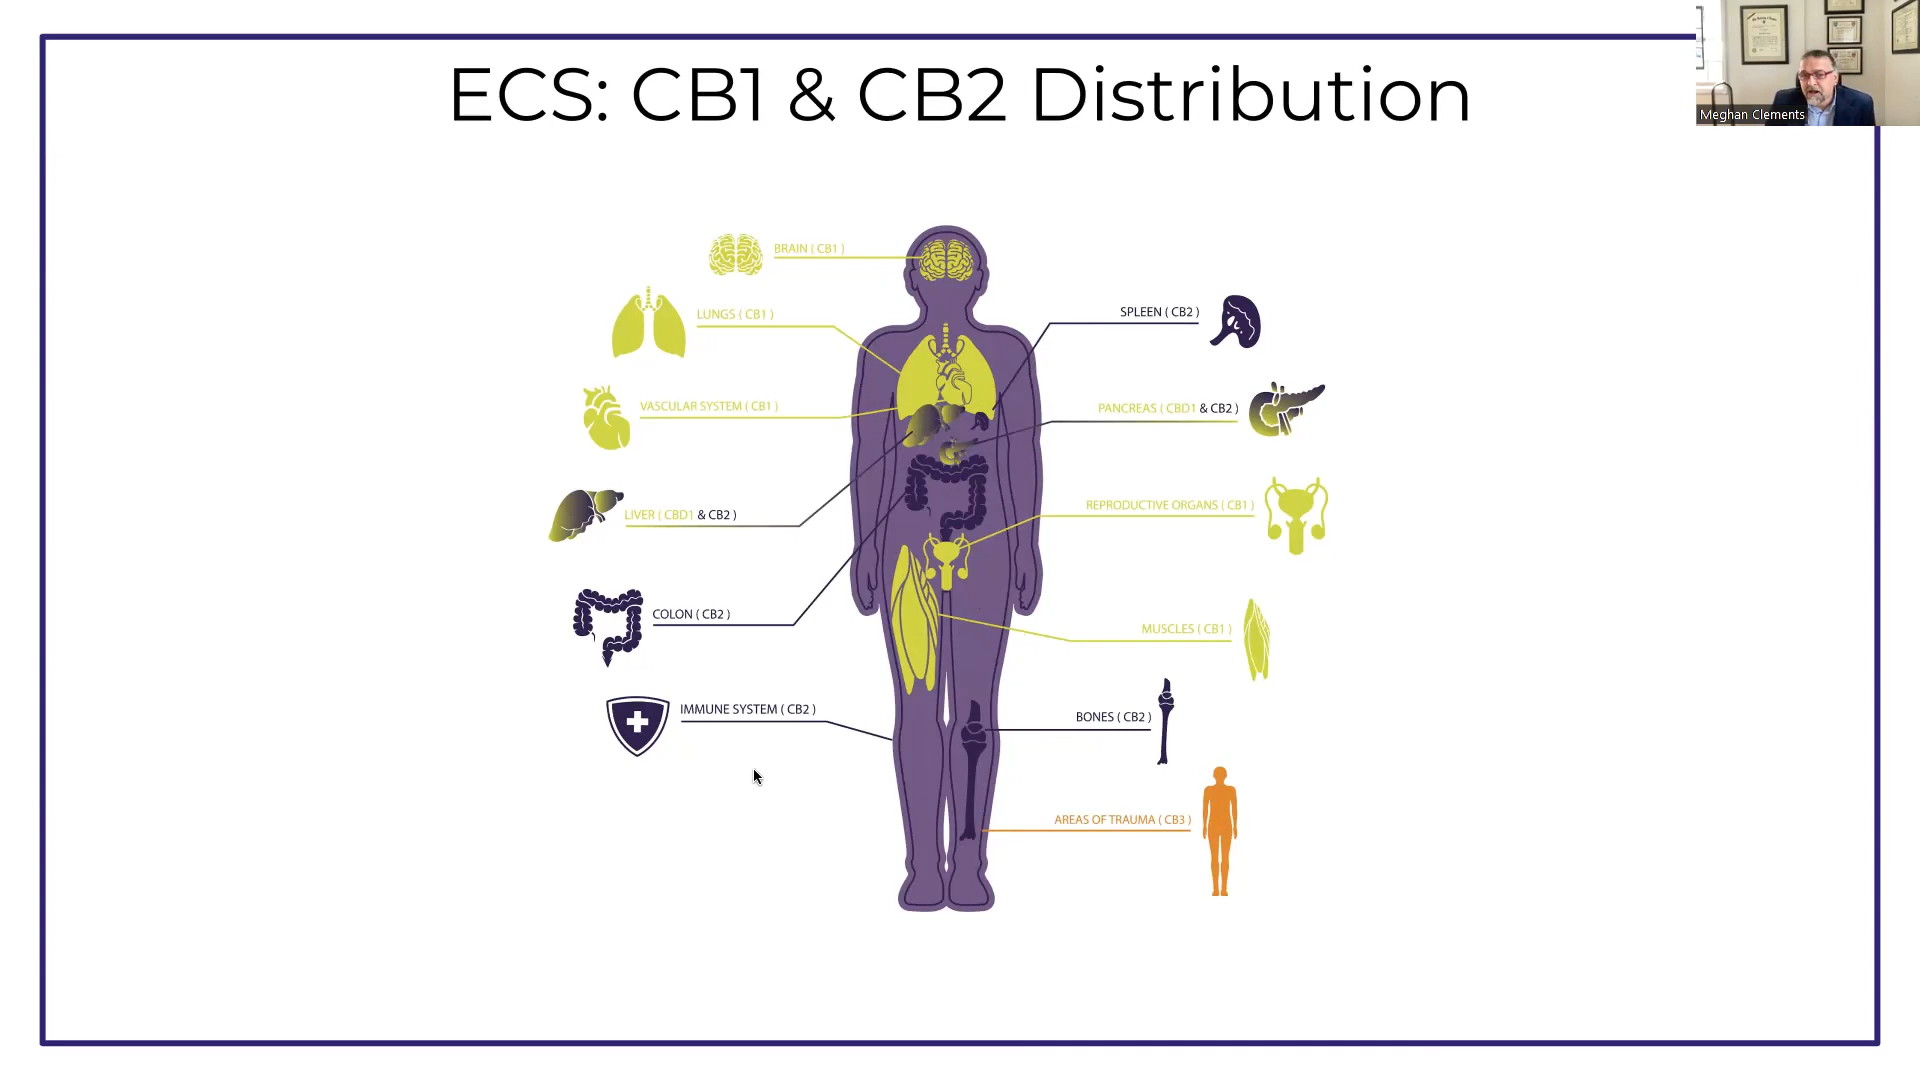 ECS: CB1 & CB2 Distribution
Meghan Clements
BRAIN ( CB1 )
LUNGS ( CB1 )
SPLEEN ( CB2 )
VASCULAR SYSTEM ( CB1 )
PANCREAS ( CBD1 & CB2 )
LIVER ( CBD1 & CB2 )
REPRODUCTIVE ORGANS ( CB1 )
COLON ( CB2 )
MUSCLES ( CB1 )
IMMUNE SYSTEM ( CB2 )
BONES ( CB2 )
AREAS OF TRAUMA ( CB3 )